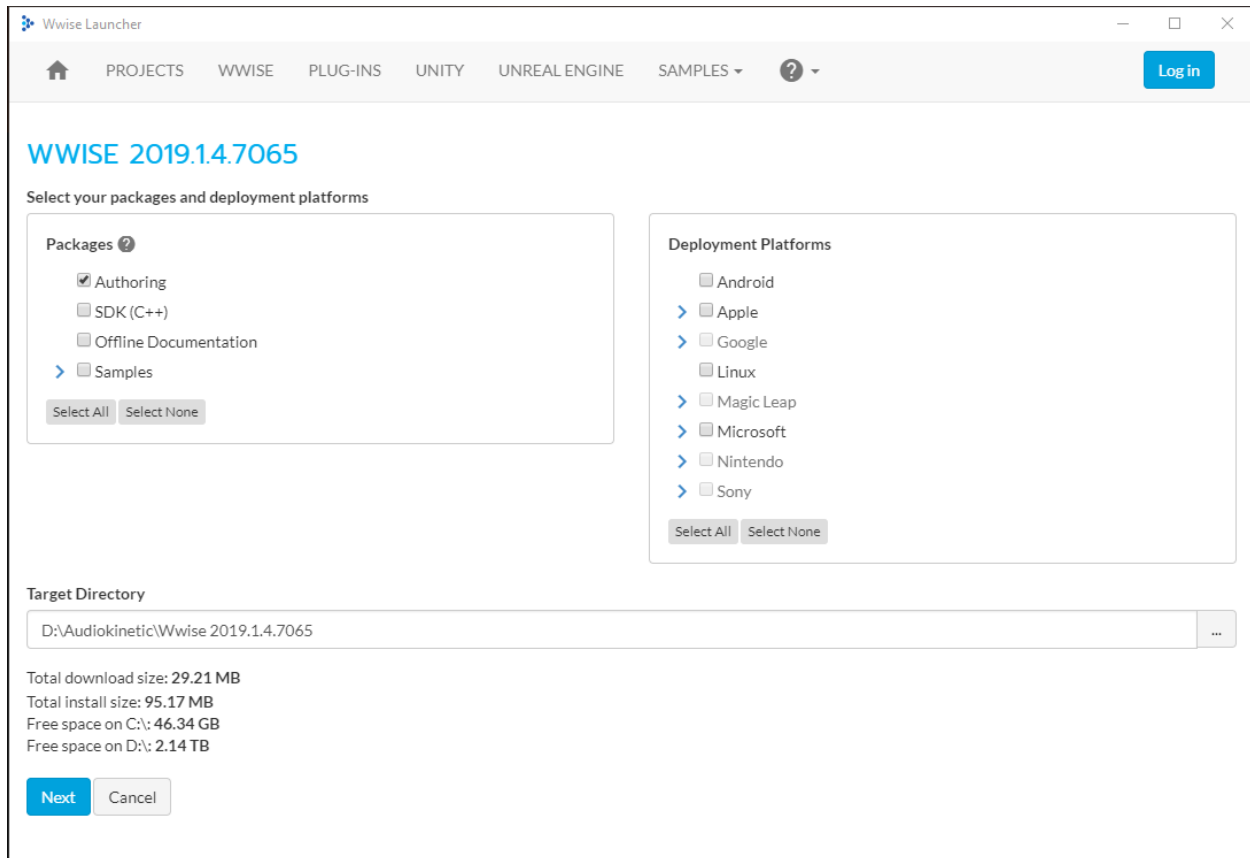 Wwise Launcher
PROJECTS WWISE PLUG-INS UNITY UNREAL ENGINE SAMPLES ? Log in
WWISE 2019.1.4.7065
Select your packages and deployment platforms
Packages ?
Authoring
SDK (C++)
Offline Documentation
Samples
Select All Select None
Deployment Platforms
Android
Apple
Google
Linux
Magic Leap
Microsoft
Nintendo
Sony
Select All Select None
Target Directory
D:\Audiokinetic\Wwise 2019.1.4.7065 ...
Total download size: 29.21 MB
Total install size: 95.17 MB
Free space on C:\: 46.34 GB
Free space on D:\: 2.14 TB
Next Cancel